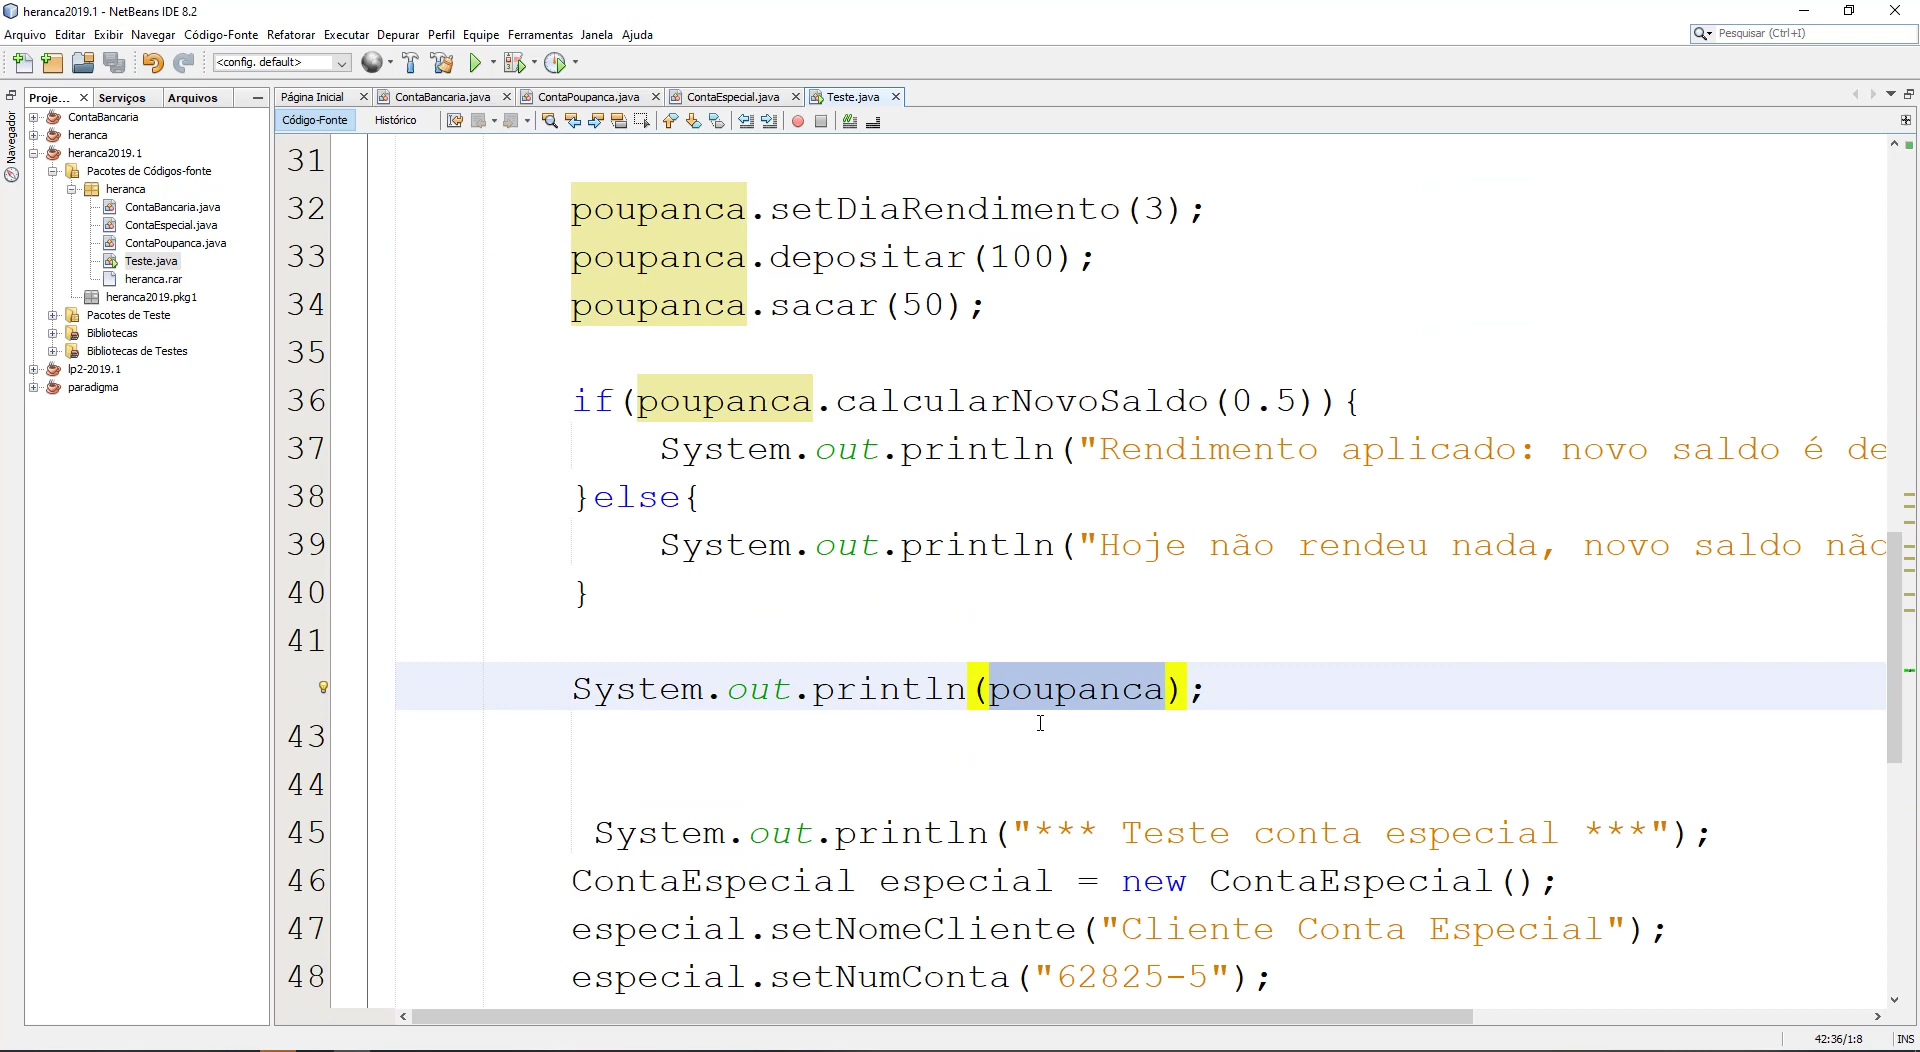 heranca2019.1 - NetBeans IDE 8.2
Arquivo Editar Exibir Navegar Código-Fonte Refatorar Executar Depurar Perfil Equipe Ferramentas Janela Ajuda
Pesquisar (Ctrl+I)
<config. default>
Proje... Serviços Arquivos
Navegador
ContaBancaria
heranca
heranca2019.1
Pacotes de Códigos-fonte
heranca
ContaBancaria.java
ContaEspecial.java
ContaPoupanca.java
Teste.java
heranca.rar
heranca2019.pkg1
Pacotes de Teste
Bibliotecas
Bibliotecas de Testes
lp2-2019.1
paradigma
Página Inicial ContaBancaria.java ContaPoupanca.java ContaEspecial.java Teste.java
Código-Fonte Histórico
31
32 poupanca.setDiaRendimento(3);
33 poupanca.depositar(100);
34 poupanca.sacar(50);
35
36 if(poupanca.calcularNovoSaldo(0.5)){
37 System.out.println("Rendimento aplicado: novo saldo é de
38 }else{
39 System.out.println("Hoje não rendeu nada, novo saldo não
40 }
41
System.out.println(poupanca);
43
44
45 System.out.println("*** Teste conta especial ***");
46 ContaEspecial especial = new ContaEspecial();
47 especial.setNomeCliente("Cliente Conta Especial");
48 especial.setNumConta("62825-5");
42:36/1:8 INS